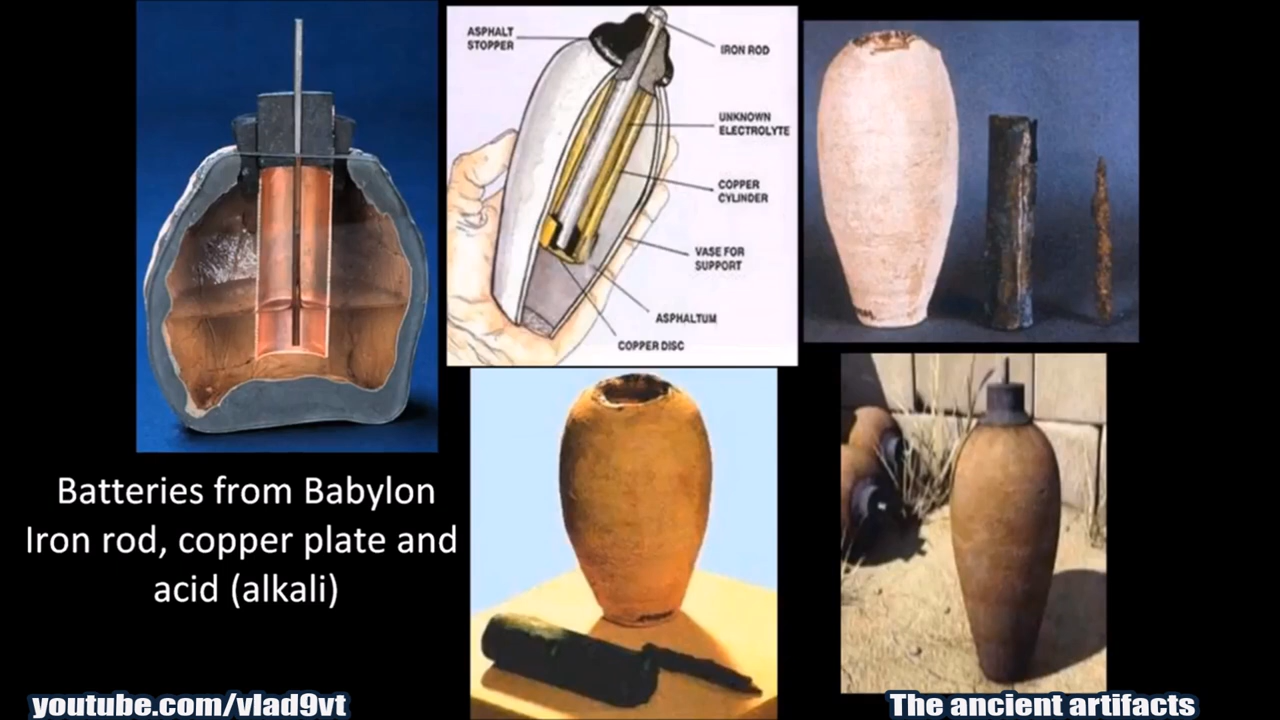 ASPHALT
STOPPER
IRON ROD
UNKNOWN
ELECTROLYTE
COPPER
CYLINDER
VASE FOR
SUPPORT
ASPHALTUM
COPPER DISC
Batteries from Babylon
Iron rod, copper plate and
acid (alkali)
youtube.com/vlad9vt
The ancient artifacts